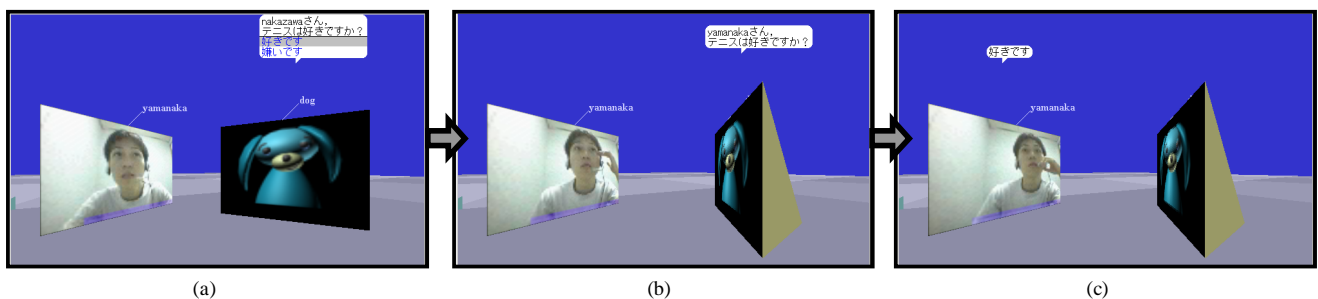 nakazawaさん,
テニスは好きですか?
好きです
嫌いです
yamanaka
dog
yamanakaさん,
テニスは好きですか?
yamanaka
好きです
yamanaka
(a)
(b)
(c)